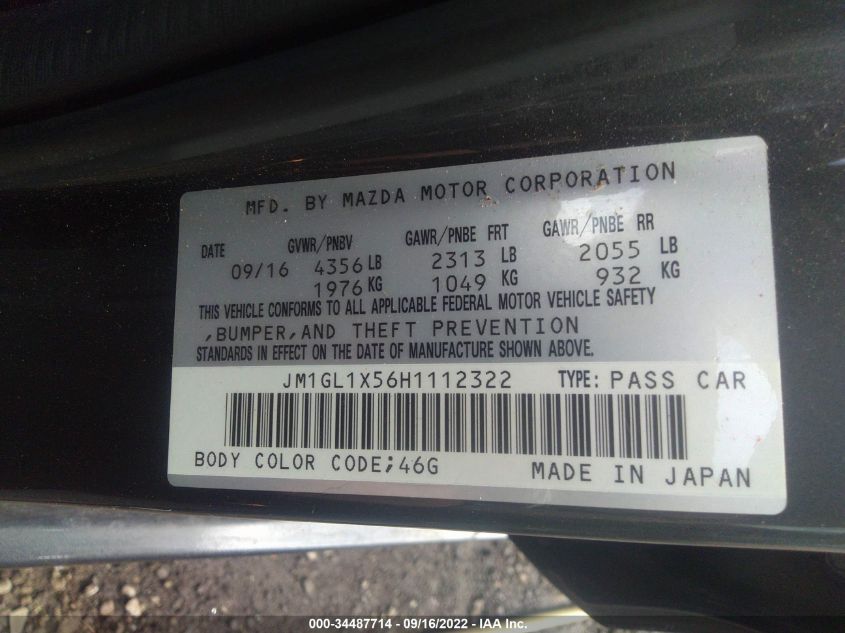 MFD. BY MAZDA MOTOR CORPORATION
DATE GVWR/PNBV GAWR/PNBE FRT GAWR/PNBE RR
09/16 4356 LB 2313 LB 2055 LB
1976 KG 1049 KG 932 KG
THIS VEHICLE CONFORMS TO ALL APPLICABLE FEDERAL MOTOR VEHICLE SAFETY
,BUMPER,AND THEFT PREVENTION
STANDARDS IN EFFECT ON THE DATE OF MANUFACTURE SHOWN ABOVE.
JM1GL1X56H1112322 TYPE: PASS CAR
BODY COLOR CODE;46G MADE IN JAPAN
000-34487714 - 09/16/2022 - IAA Inc.